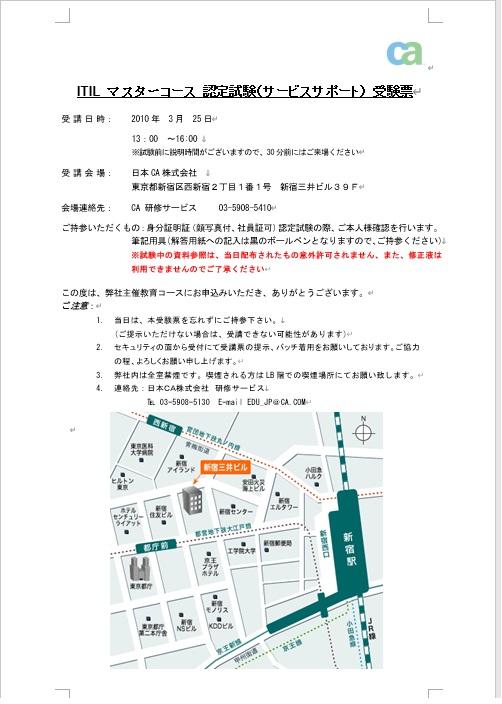 ca
ITIL マスターコース 認定試験(サービスサポート) 受験票
受講日時: 2010年 3月 25日
13:00 ～16:00
※試験前に説明時間がございますので、30分前にはご来場ください
受講会場: 日本CA株式会社
東京都新宿区西新宿２丁目１番１号 新宿三井ビル３９Ｆ
会場連絡先: CA 研修サービス 03-5908-5410
ご持参いただくもの:身分証明証(顔写真付、社員証可)認定試験の際、ご本人様確認を行います。
筆記用具(解答用紙への記入は黒のボールペンとなりますので、ご持参ください)
※試験中の資料参照は、当日配布されたもの意外許可されません、また、修正液は
利用できませんのでご了承ください
この度は、弊社主催教育コースにお申込みいただき、ありがとうございます。
ご注意:
1. 当日は、本受験票を忘れずにご持参下さい。
(ご提示いただけない場合は、受講できない可能性があります)
2. セキュリティの面から受付にて受講票の提示、バッチ着用をお願いしております。ご協力
の程、よろしくお願い申し上げます。
3. 弊社内は全室禁煙です。喫煙される方はLB階での喫煙場所にてお願い致します。
4. 連絡先:日本ＣＡ株式会社 研修サービス
℡ 03-5908-5130 E-mail EDU_JP@CA.COM
西新宿
営団地下鉄丸ノ内線
青梅街道
東京医科
大学病院
新宿
アイランド
新宿三井ビル
小田急
ハルク
ヒルトン
東京
安田火災
海上ビル
新宿
エルタワー
ホテル
センチュリー
ハイアット
新宿
住友ビル
新宿センター
都営地下鉄大江戸線
都庁前
工学院大学
新宿郵便局
新宿西口
新宿駅
京王
プラザ
ホテル
東京都庁
新宿
モノリス
東京都庁
第二本庁舎
新宿
NSビル
KDDビル
京王新線
甲州街道
京王線
小田急線
JR線
N